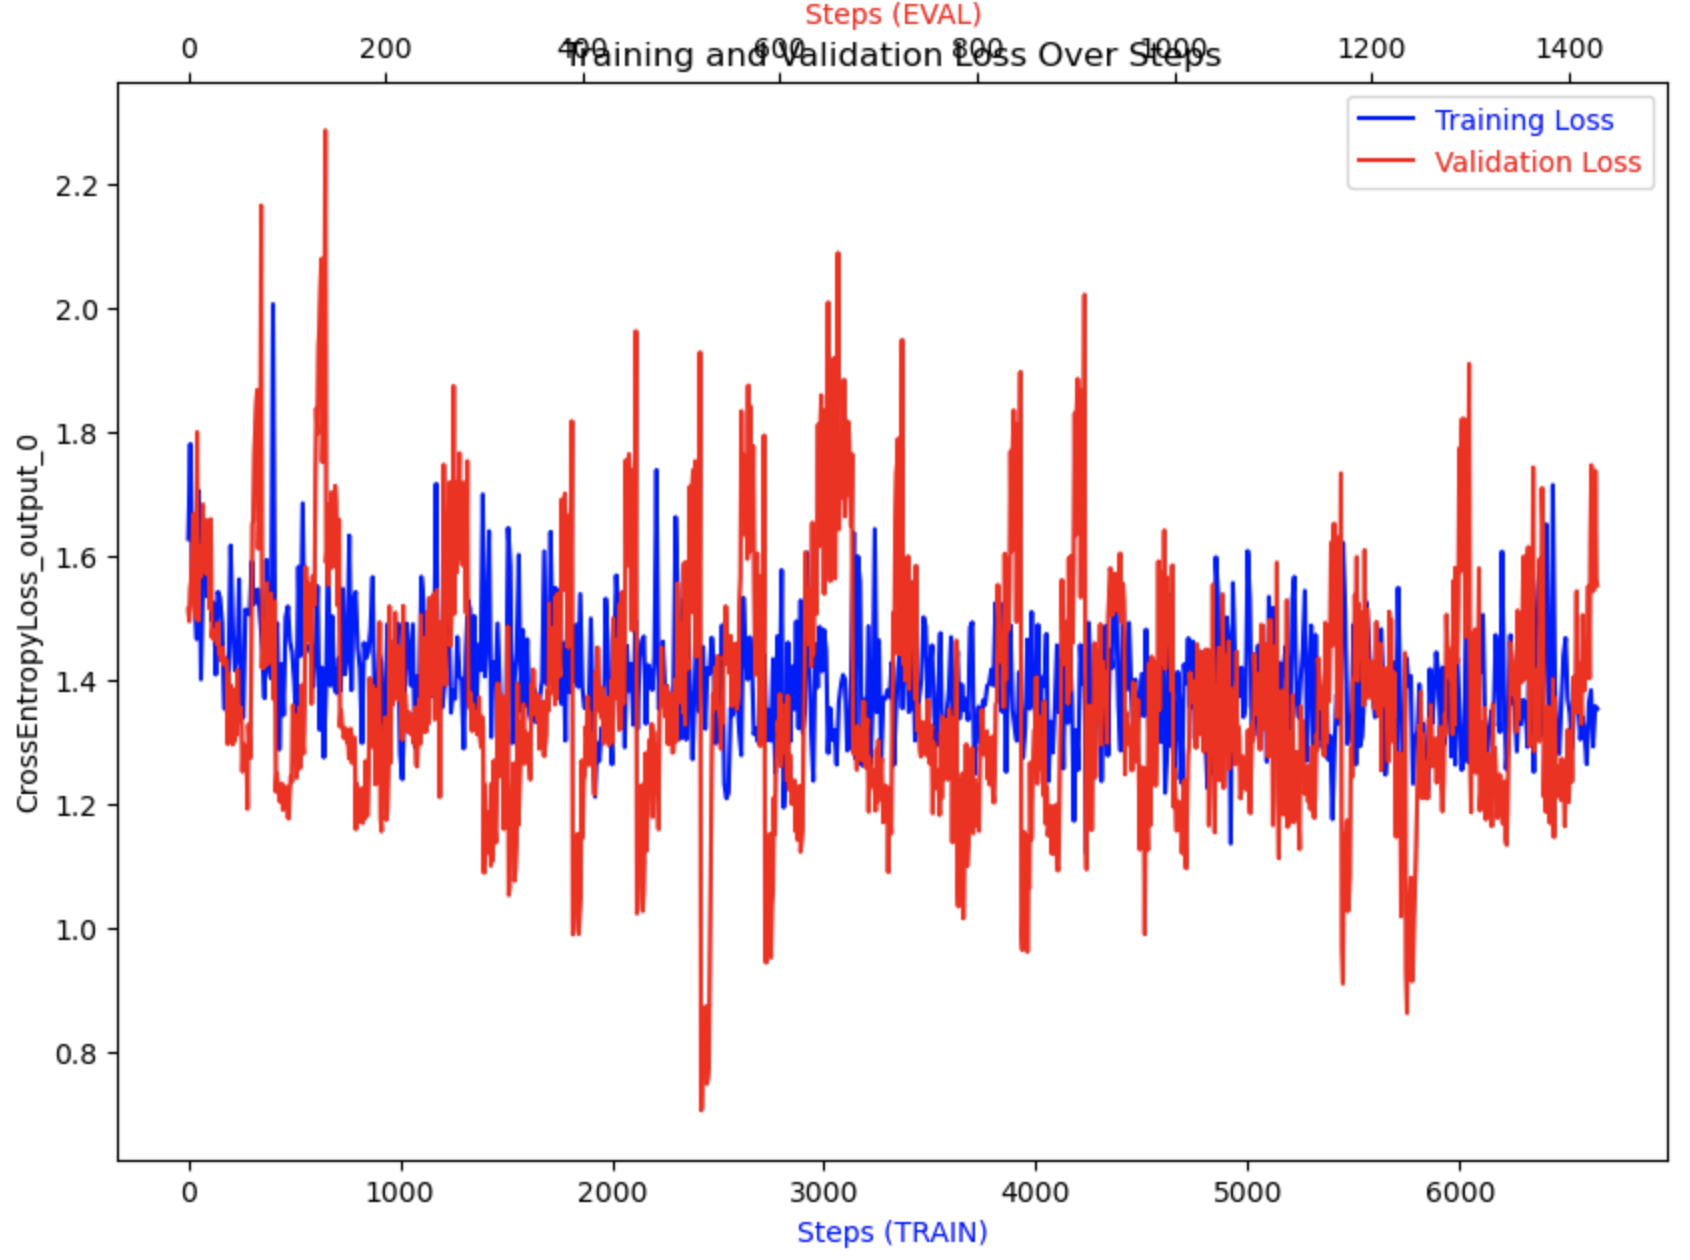 Steps (EVAL)
0 200 400 600 800 1000 1200 1400
Training and Validation Loss Over Steps
Training Loss
Validation Loss
CrossEntropyLoss_output_0
2.2
2.0
1.8
1.6
1.4
1.2
1.0
0.8
0 1000 2000 3000 4000 5000 6000
Steps (TRAIN)